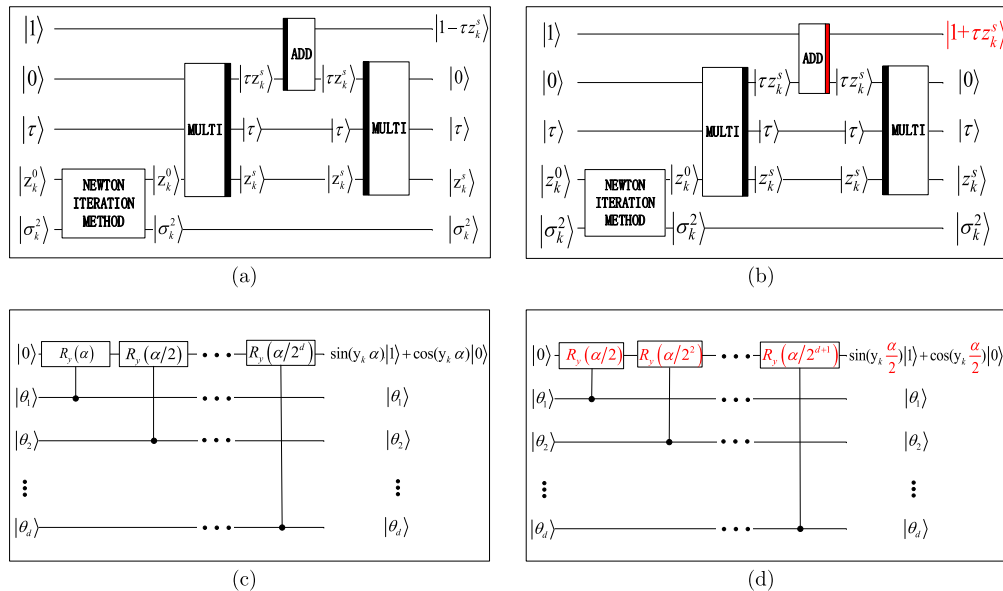 |1⟩ ADD |1-τz_k^s⟩
|0⟩ |τz_k^s⟩ |τz_k^s⟩ |0⟩
|τ⟩ MULTI |τ⟩ |τ⟩ MULTI |τ⟩
|z_k^0⟩ NEWTON ITERATION METHOD |z_k^0⟩ |z_k^s⟩ |z_k^s⟩ |z_k^s⟩
|σ_k^2⟩ |σ_k^2⟩ |σ_k^2⟩
(a)
|1⟩ ADD |1+τz_k^s⟩
|0⟩ |τz_k^s⟩ |τz_k^s⟩ |0⟩
|τ⟩ MULTI |τ⟩ |τ⟩ MULTI |τ⟩
|z_k^0⟩ NEWTON ITERATION METHOD |z_k^0⟩ |z_k^s⟩ |z_k^s⟩ |z_k^s⟩
|σ_k^2⟩ |σ_k^2⟩ |σ_k^2⟩
(b)
|0⟩ R_y(α) R_y(α/2) ••• R_y(α/2^d) sin(y_k α)|1⟩+cos(y_k α)|0⟩
|θ_1⟩ ••• |θ_1⟩
|θ_2⟩ ••• |θ_2⟩
|θ_d⟩ ••• |θ_d⟩
(c)
|0⟩ R_y(α/2) R_y(α/2^2) ••• R_y(α/2^{d+1}) sin(y_k α/2)|1⟩+cos(y_k α/2)|0⟩
|θ_1⟩ ••• |θ_1⟩
|θ_2⟩ ••• |θ_2⟩
|θ_d⟩ ••• |θ_d⟩
(d)